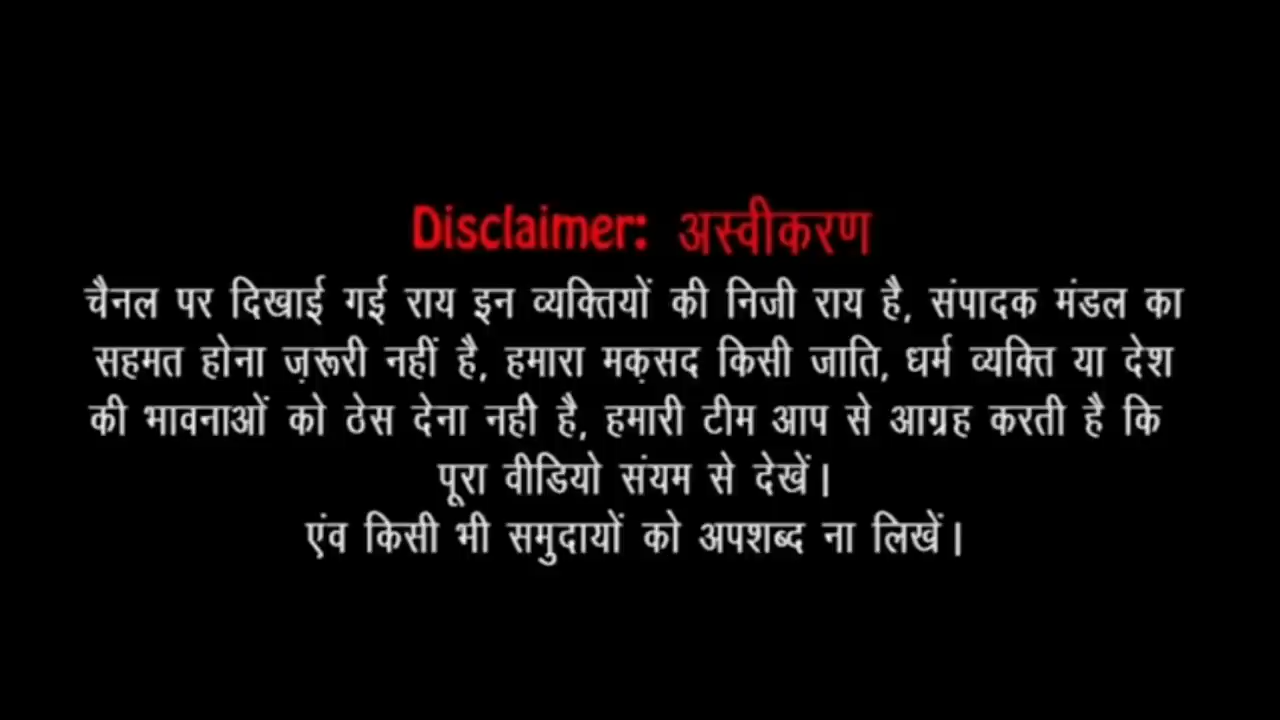 Disclaimer: अस्वीकरण
चैनल पर दिखाई गई राय इन व्यक्तियों की निजी राय है, संपादक मंडल का
सहमत होना ज़रूरी नहीं है, हमारा मक़सद किसी जाति, धर्म व्यक्ति या देश
की भावनाओं को ठेस देना नही है, हमारी टीम आप से आग्रह करती है कि
पूरा वीडियो संयम से देखें।
एंव किसी भी समुदायों को अपशब्द ना लिखें।